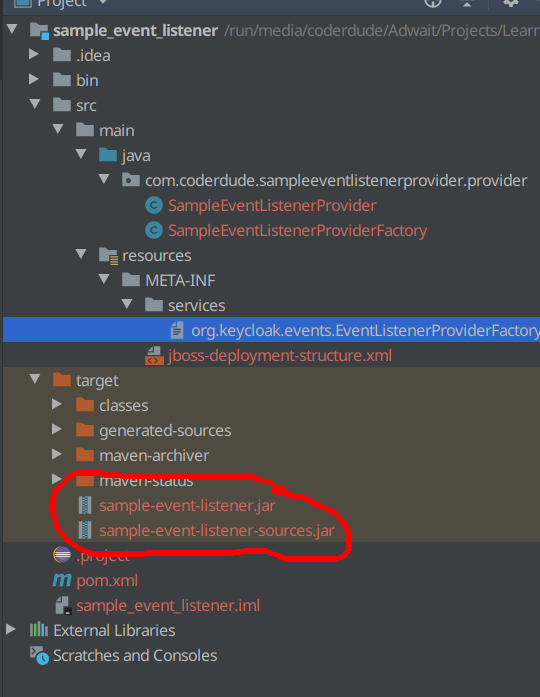 Project
sample_event_listener /run/media/coderdude/Adwait/Projects/Learn
.idea
bin
src
main
java
com.coderdude.sampleeventlistenerprovider.provider
SampleEventListenerProvider
SampleEventListenerProviderFactory
resources
META-INF
services
org.keycloak.events.EventListenerProviderFactory
jboss-deployment-structure.xml
target
classes
generated-sources
maven-archiver
maven-status
sample-event-listener.jar
sample-event-listener-sources.jar
.project
pom.xml
sample_event_listener.iml
External Libraries
Scratches and Consoles